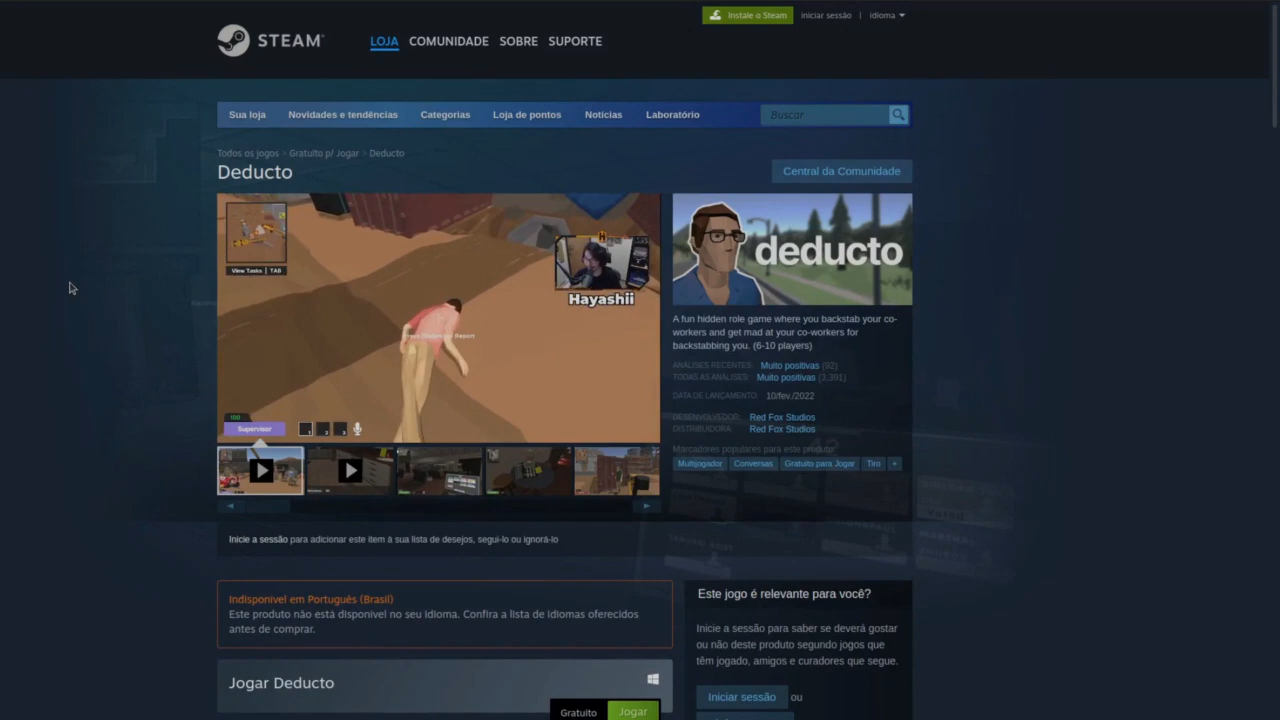 Instale o Steam
iniciar sessão | idioma
STEAM
LOJA COMUNIDADE SOBRE SUPORTE
Sua loja Novidades e tendências Categorias Loja de pontos Notícias Laboratório Buscar
Todos os jogos > Gratuito p/ Jogar > Deducto
Deducto
Central da Comunidade
View Tasks | TAB
Hayashii
100
Supervisor
deducto
A fun hidden role game where you backstab your co-
workers and get mad at your co-workers for
backstabbing you. (6-10 players)
ANÁLISES RECENTES: Muito positivas (92)
TODAS AS ANÁLISES: Muito positivas (3,391)
DATA DE LANÇAMENTO: 10/fev./2022
DESENVOLVEDOR: Red Fox Studios
DISTRIBUIDORA: Red Fox Studios
Marcadores populares para este produto:
Multijogador Conversas Gratuito para Jogar Tiro +
Inicie a sessão para adicionar este item à sua lista de desejos, segui-lo ou ignorá-lo
Indisponível em Português (Brasil)
Este produto não está disponível no seu idioma. Confira a lista de idiomas oferecidos
antes de comprar.
Jogar Deducto
Gratuito Jogar
Este jogo é relevante para você?
Inicie a sessão para saber se deverá gostar
ou não deste produto segundo jogos que
têm jogado, amigos e curadores que segue.
Iniciar sessão ou